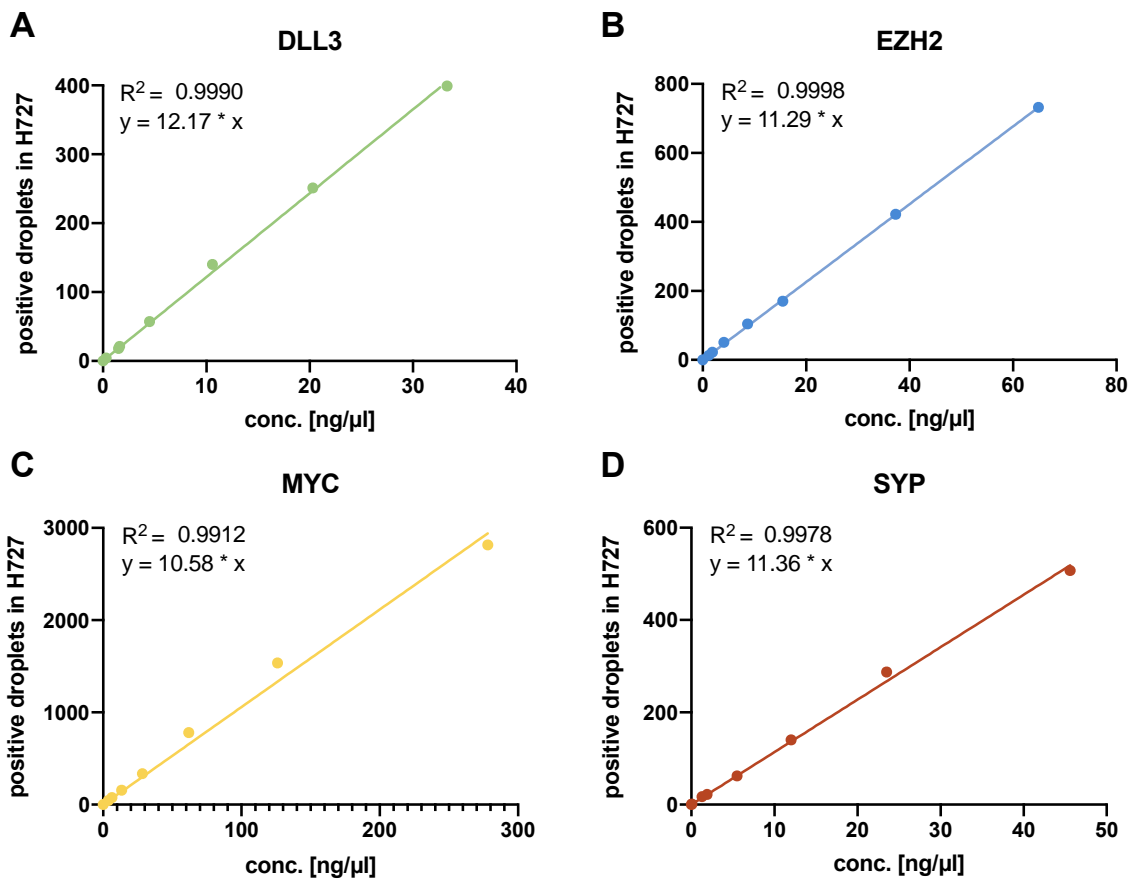 A
DLL3
R2 = 0.9990
y = 12.17 * x
positive droplets in H727
400
300
200
100
0
0 10 20 30 40
conc. [ng/µl]
B
EZH2
R2 = 0.9998
y = 11.29 * x
positive droplets in H727
800
600
400
200
0
0 20 40 60 80
conc. [ng/µl]
C
MYC
R2 = 0.9912
y = 10.58 * x
positive droplets in H727
3000
2000
1000
0
0 100 200 300
conc. [ng/µl]
D
SYP
R2 = 0.9978
y = 11.36 * x
positive droplets in H727
600
400
200
0
0 10 20 30 40 50
conc. [ng/µl]